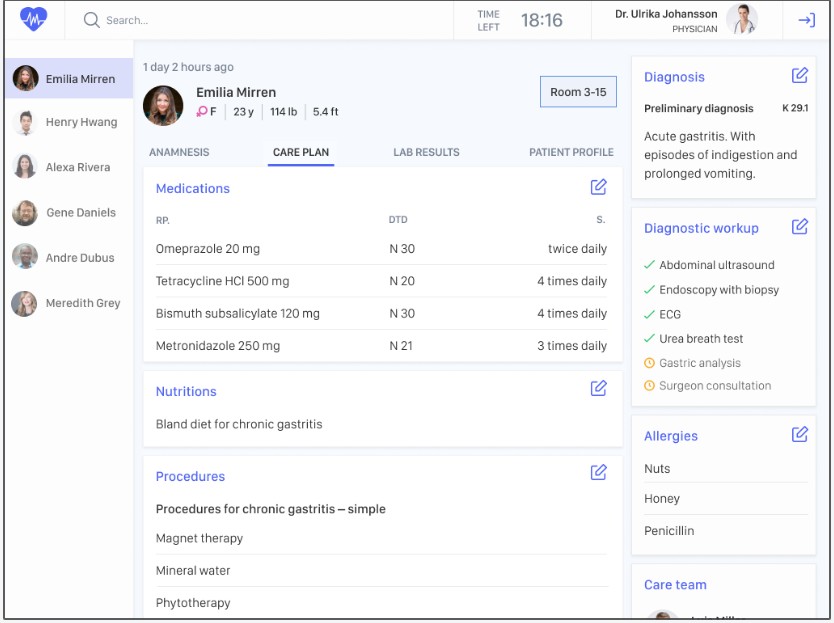 Search...
TIME LEFT
18:16
Dr. Ulrika Johansson
PHYSICIAN
Emilia Mirren
Henry Hwang
Alexa Rivera
Gene Daniels
Andre Dubus
Meredith Grey
1 day 2 hours ago
Emilia Mirren
F 23 y 114 lb 5.4 ft
Room 3-15
ANAMNESIS CARE PLAN LAB RESULTS PATIENT PROFILE
Medications
RP. DTD S.
Omeprazole 20 mg N 30 twice daily
Tetracycline HCl 500 mg N 20 4 times daily
Bismuth subsalicylate 120 mg N 30 4 times daily
Metronidazole 250 mg N 21 3 times daily
Nutritions
Bland diet for chronic gastritis
Procedures
Procedures for chronic gastritis – simple
Magnet therapy
Mineral water
Phytotherapy
Diagnosis
Preliminary diagnosis K 29.1
Acute gastritis. With
episodes of indigestion and
prolonged vomiting.
Diagnostic workup
Abdominal ultrasound
Endoscopy with biopsy
ECG
Urea breath test
Gastric analysis
Surgeon consultation
Allergies
Nuts
Honey
Penicillin
Care team